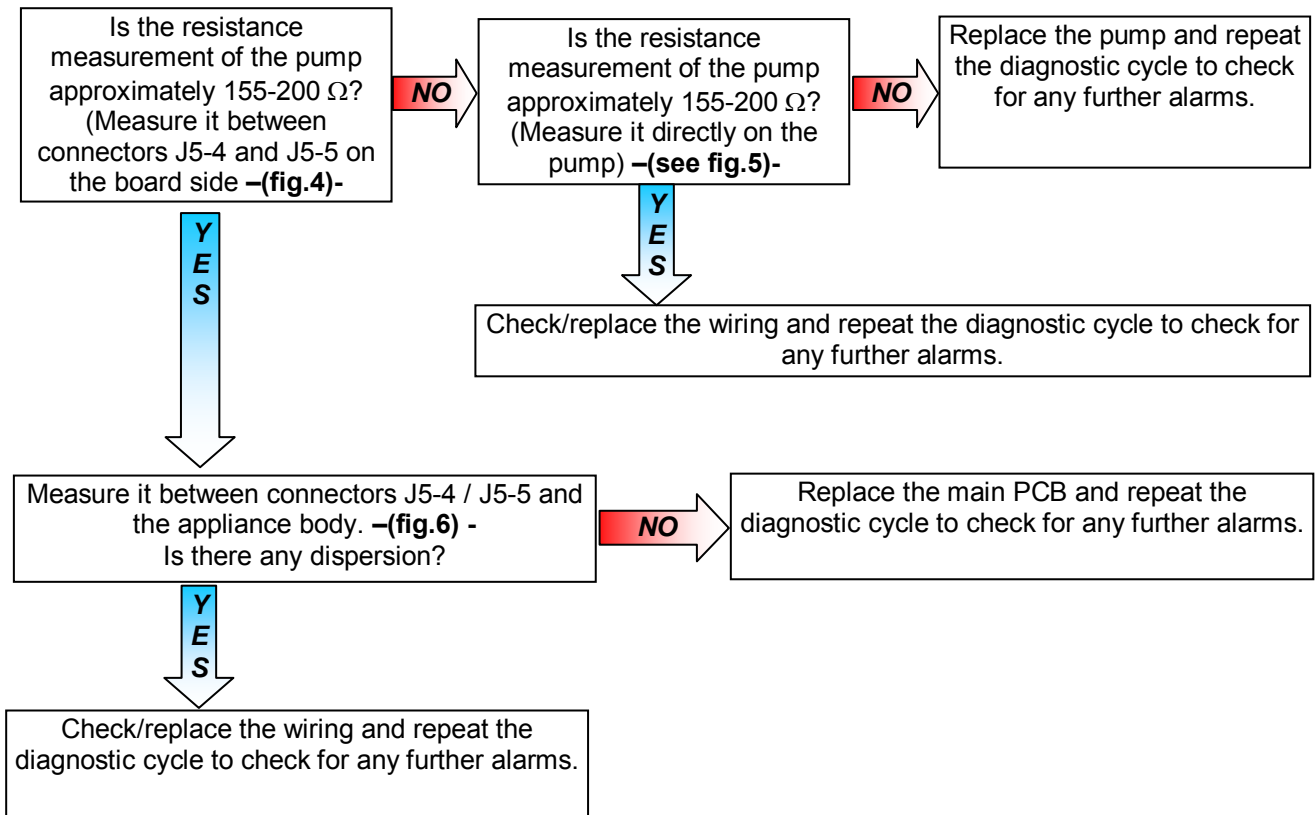 Is the resistance
measurement of the pump
approximately 155-200 Ω?
(Measure it between
connectors J5-4 and J5-5 on
the board side –(fig.4)-
NO
Is the resistance
measurement of the pump
approximately 155-200 Ω?
(Measure it directly on the
pump) –(see fig.5)-
NO
Replace the pump and repeat
the diagnostic cycle to check
for any further alarms.
Y
E
S
Y
E
S
Check/replace the wiring and repeat the diagnostic cycle to check for
any further alarms.
Measure it between connectors J5-4 / J5-5 and
the appliance body. –(fig.6) -
Is there any dispersion?
NO
Replace the main PCB and repeat the
diagnostic cycle to check for any further alarms.
Y
E
S
Check/replace the wiring and repeat the
diagnostic cycle to check for any further alarms.